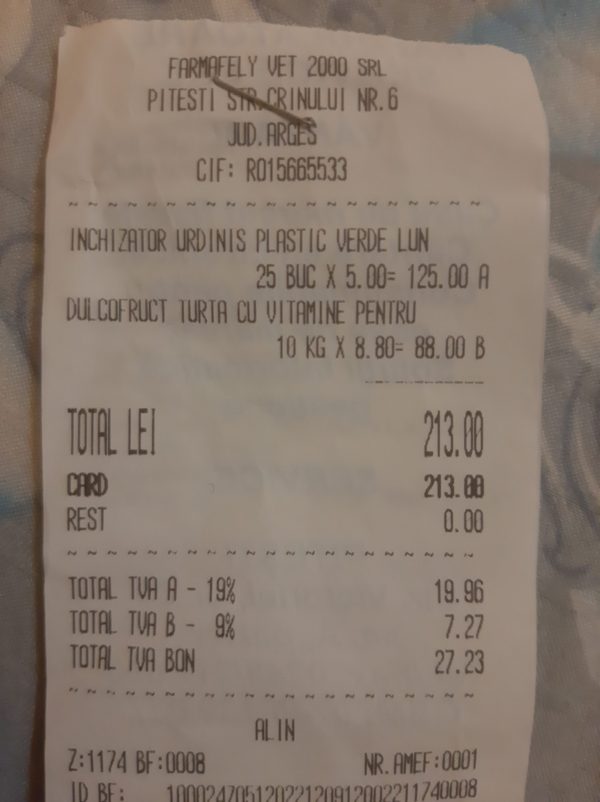 FARMAFELY VET 2000 SRL
PITESTI STR.CRINULUI NR.6
JUD.ARGES
CIF: RO15665533
INCHIZATOR URDINIS PLASTIC VERDE LUN
25 BUC X 5.00= 125.00 A
DULCOFRUCT TURTA CU VITAMINE PENTRU
10 KG X 8.80= 88.00 B
TOTAL LEI 213.00
CARD 213.00
REST 0.00
TOTAL TVA A - 19% 19.96
TOTAL TVA B - 9% 7.27
TOTAL TVA BON 27.23
ALIN
Z:1174 BF:0008 NR.AMEF:0001
ID BF: